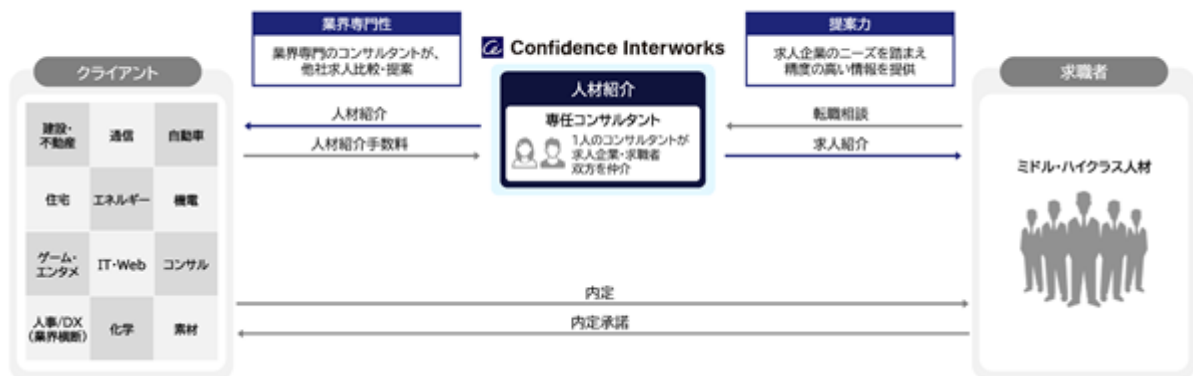 業界専門性
業界専門のコンサルタントが、
他社求人比較・提案
Confidence Interworks
提案力
求人企業のニーズを踏まえ
精度の高い情報を提供
クライアント
建設・
不動産
通信
自動車
住宅
エネルギー
機電
ゲーム・
エンタメ
IT・Web
コンサル
人事/DX
(業界横断)
化学
素材
人材紹介
人材紹介手数料
人材紹介
専任コンサルタント
1人のコンサルタントが
求人企業・求職者
双方を仲介
転職相談
求人紹介
求職者
ミドル・ハイクラス人材
内定
内定承諾